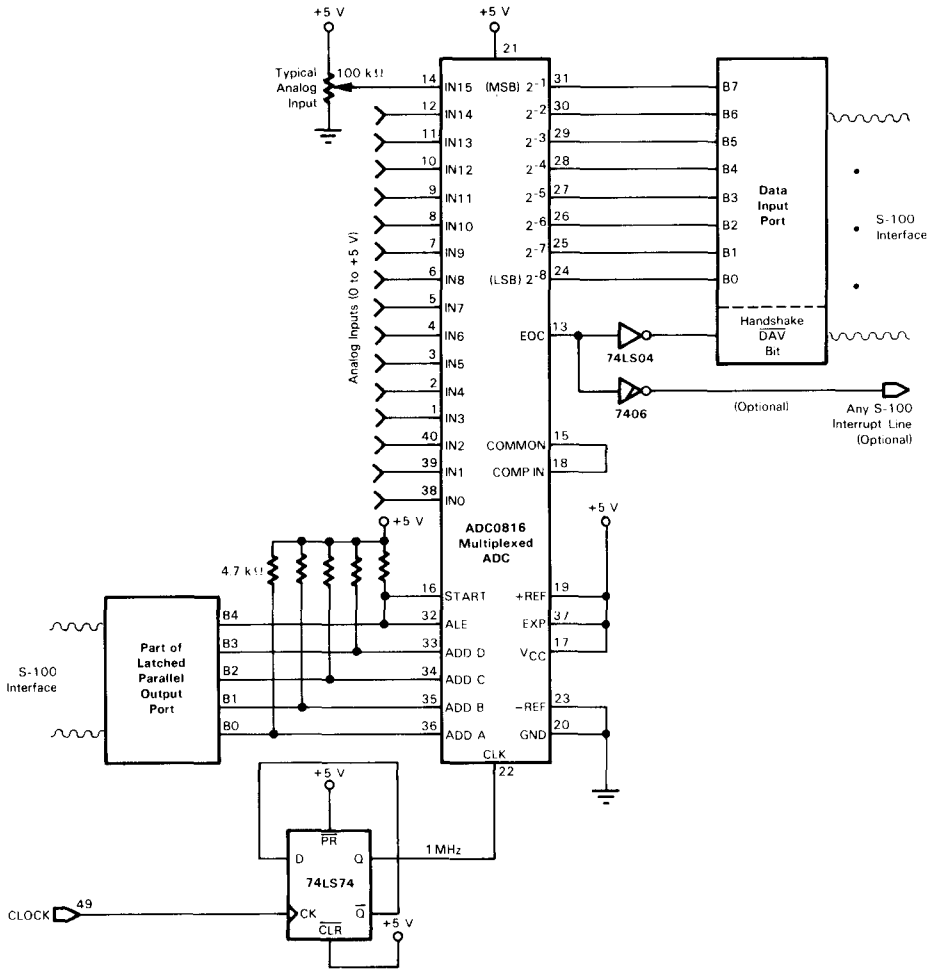 +5 V
+5 V
21
Typical
Analog
Input
100 kΩ
14 IN15 (MSB) 2-1 31 B7
12 IN14 2-2 30 B6
11 IN13 2-3 29 B5
10 IN12 2-4 28 B4
9 IN11 2-5 27 B3
8 IN10 2-6 26 B2
7 IN9 2-7 25 B1
6 IN8 (LSB) 2-8 24 B0
5 IN7
4 IN6
3 IN5
2 IN4
1 IN3
40 IN2
39 IN1
38 IN0
Analog Inputs (0 to +5 V)
Data
Input
Port
S-100
Interface
Handshake
DAV
Bit
EOC 13
74LS04
7406
(Optional)
Any S-100
Interrupt Line
(Optional)
COMMON 15
COMP IN 18
+5 V
+5 V
ADC0816
Multiplexed
ADC
4.7 kΩ
16 START +REF 19
B4 32 ALE EXP 37
B3 33 ADD D VCC 17
B2 34 ADD C
B1 35 ADD B -REF 23
B0 36 ADD A GND 20
S-100
Interface
Part of
Latched
Parallel
Output
Port
CLK
22
+5 V
PR
D Q
1 MHz
74LS74
CLOCK 49
CK Q
CLR
+5 V